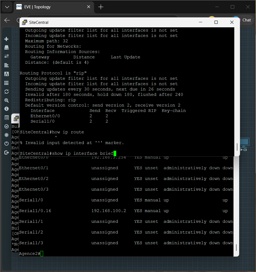 EVE | Topology
SiteCentral
Outgoing update filter list for all interfaces is not set
Incoming update filter list for all interfaces is not set
Maximum path: 32
Routing for Networks:
Routing Information Sources:
Gateway Distance Last Update
Distance: (default is 4)
Routing Protocol is "rip"
Outgoing update filter list for all interfaces is not set
Incoming update filter list for all interfaces is not set
Sending updates every 30 seconds, next due in 26 seconds
Invalid after 180 seconds, hold down 180, flushed after 240
Redistributing: rip
Default version control: send version 2, receive version 2
Interface Send Recv Triggered RIP Key-chain
Ethernet0/0 2 2
Serial1/0 2 2
SiteCentral#show ip interface brief
% Invalid input detected at '^' marker.
Ethernet0/1 unassigned YES unset administratively down down
Ethernet0/2 unassigned YES unset administratively down down
Ethernet0/3 unassigned YES unset administratively down down
Serial1/0 unassigned YES manual up up
Serial1/0.16 192.168.100.2 YES manual up up
Serial1/1 unassigned YES unset administratively down down
Serial1/2 unassigned YES unset administratively down down
Serial1/3 unassigned YES unset administratively down down